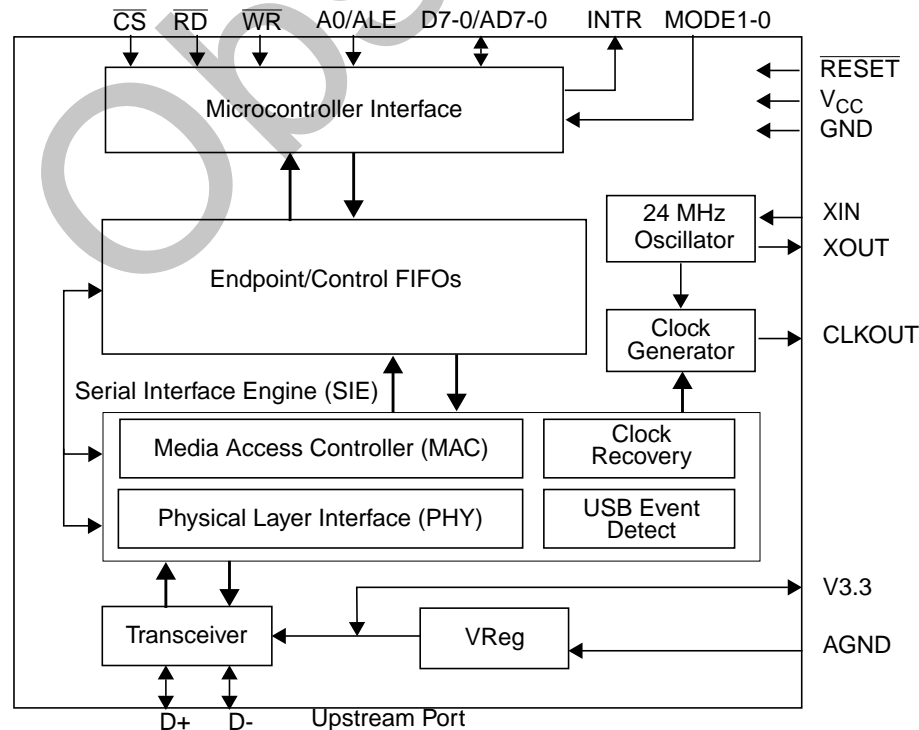 CS RD WR A0/ALE D7-0/AD7-0 INTR MODE1-0
RESET
VCC
GND
Microcontroller Interface
24 MHz
Oscillator
XIN
XOUT
Endpoint/Control FIFOs
Clock
Generator
CLKOUT
Serial Interface Engine (SIE)
Media Access Controller (MAC)
Clock
Recovery
Physical Layer Interface (PHY)
USB Event
Detect
V3.3
Transceiver
VReg
AGND
D+ D- Upstream Port